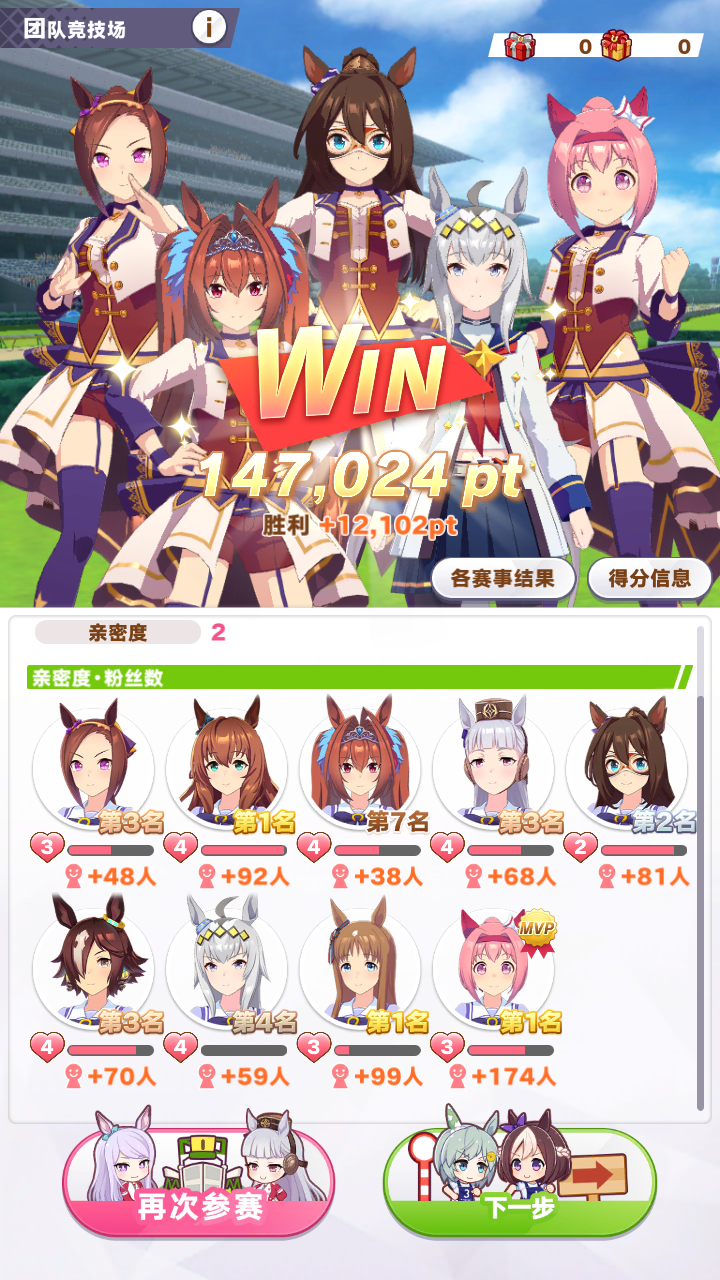 团队竞技场
i
0
0
WIN
147,024 pt
胜利 +12,102pt
各赛事结果
得分信息
亲密度 2
亲密度·粉丝数
第3名
第1名
第7名
第3名
第2名
3
4
4
4
2
+48人
+92人
+38人
+68人
+81人
MVP
第3名
第4名
第1名
第1名
4
4
3
3
+70人
+59人
+99人
+174人
再次参赛
下一步